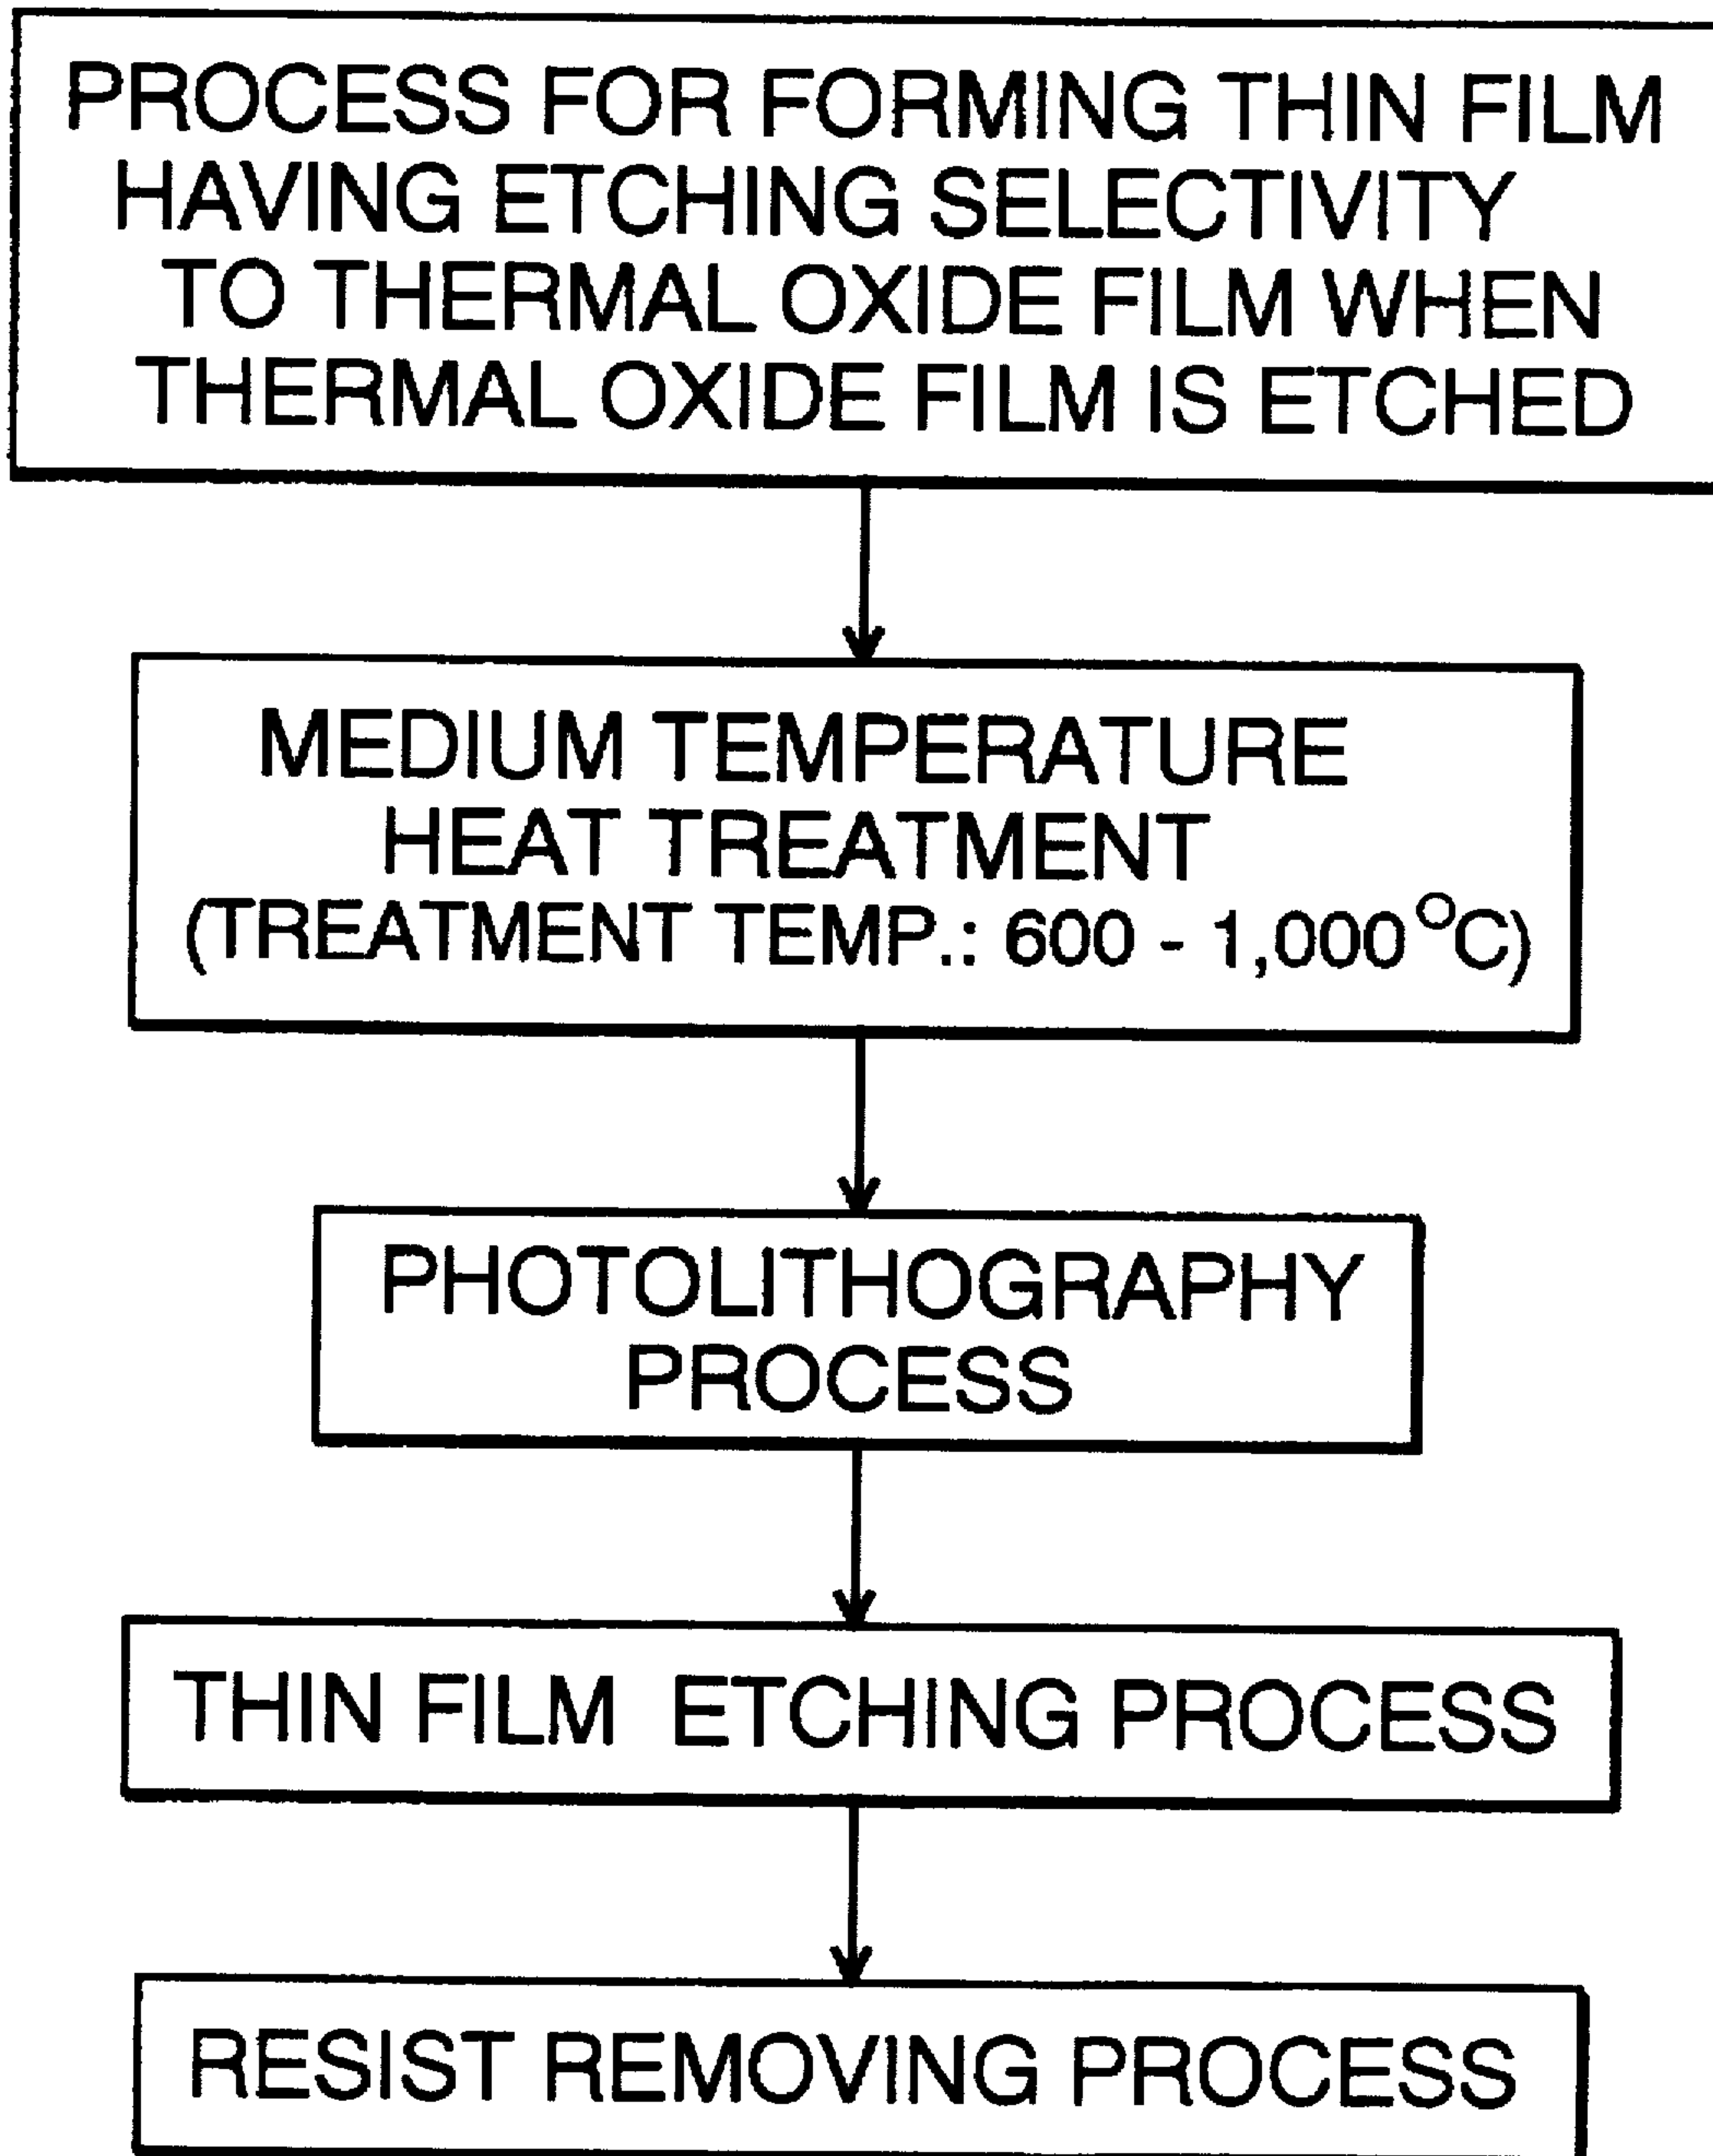 PROCESS FOR FORMING THIN FILM
HAVING ETCHING SELECTIVITY
TO THERMAL OXIDE FILM WHEN
THERMAL OXIDE FILM IS ETCHED
MEDIUM TEMPERATURE
HEAT TREATMENT
(TREATMENT TEMP.: 600 - 1,000°C)
PHOTOLITHOGRAPHY
PROCESS
THIN FILM ETCHING PROCESS
RESIST REMOVING PROCESS